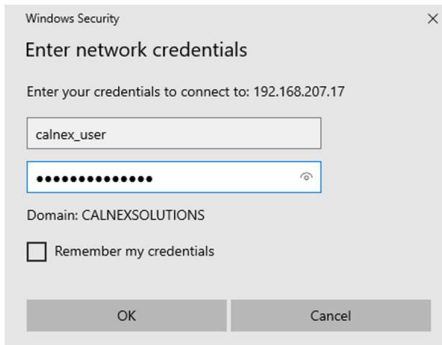 Windows Security
Enter network credentials
Enter your credentials to connect to: 192.168.207.17
calnex_user
●●●●●●●●●●●●●●
Domain: CALNEXSOLUTIONS
Remember my credentials
OK Cancel